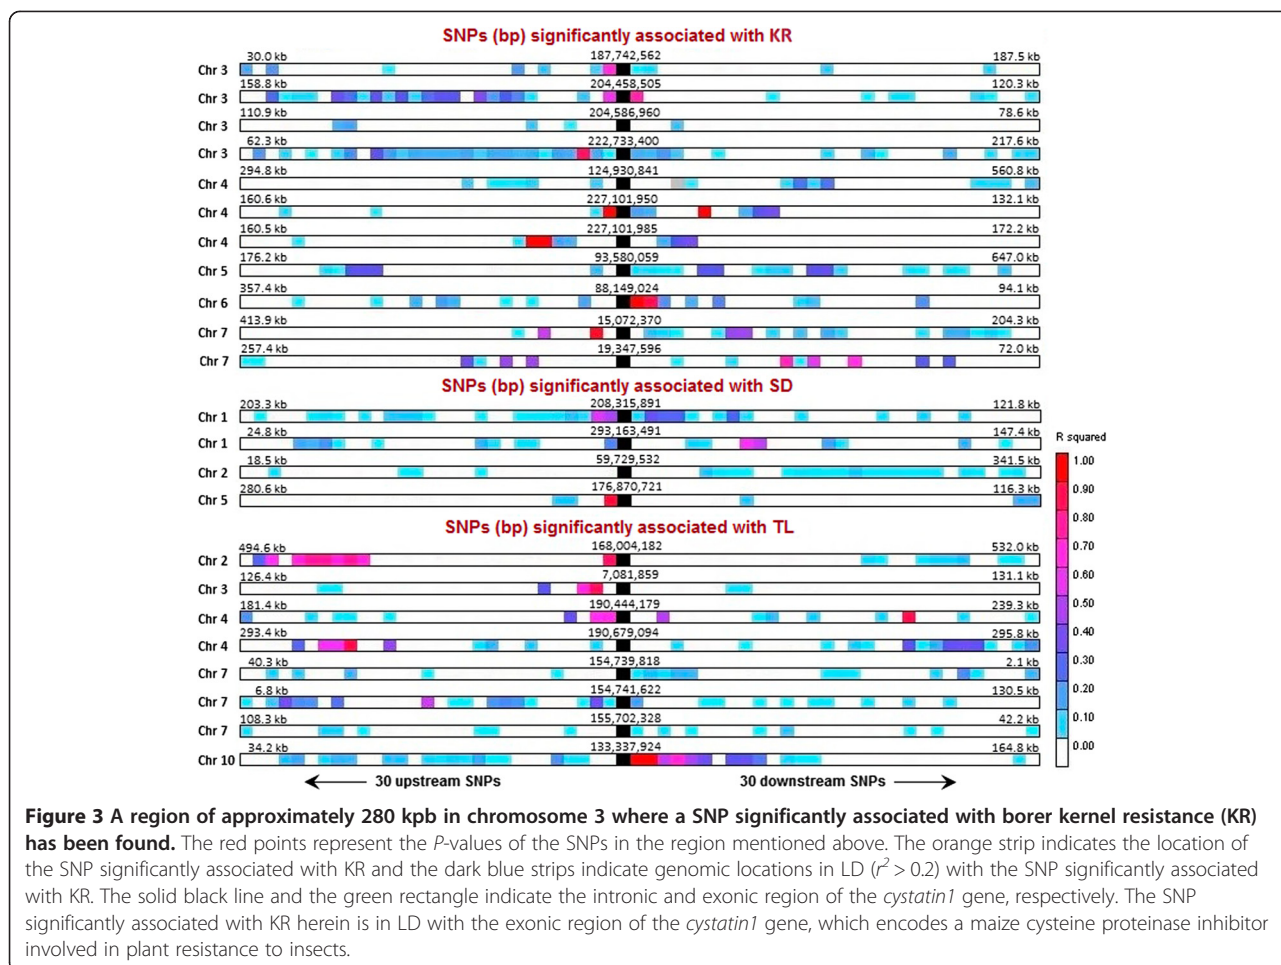 SNPs (bp) significantly associated with KR
30.0 kb 187,742,562 187.5 kb
Chr 3
158.8 kb 204,458,505 120.3 kb
Chr 3
110.9 kb 204,586,960 78.6 kb
Chr 3
62.3 kb 222,733,400 217.6 kb
Chr 3
294.8 kb 124,930,841 560.8 kb
Chr 4
160.6 kb 227,101,950 132.1 kb
Chr 4
160.5 kb 227,101,985 172.2 kb
Chr 4
176.2 kb 93,580,059 647.0 kb
Chr 5
357.4 kb 88,149,024 94.1 kb
Chr 6
413.9 kb 15,072,370 204.3 kb
Chr 7
257.4 kb 19,347,596 72.0 kb
Chr 7
SNPs (bp) significantly associated with SD
203.3 kb 208,315,891 121.8 kb
Chr 1
24.8 kb 293,163,491 147.4 kb
Chr 1
18.5 kb 59,729,532 341.5 kb
Chr 2
280.6 kb 176,870,721 116.3 kb
Chr 5
SNPs (bp) significantly associated with TL
494.6 kb 168,004,182 532.0 kb
Chr 2
126.4 kb 7,081,859 131.1 kb
Chr 3
181.4 kb 190,444,179 239.3 kb
Chr 4
293.4 kb 190,679,094 295.8 kb
Chr 4
40.3 kb 154,739,818 2.1 kb
Chr 7
6.8 kb 154,741,622 130.5 kb
Chr 7
108.3 kb 155,702,328 42.2 kb
Chr 7
34.2 kb 133,337,924 164.8 kb
Chr 10
30 upstream SNPs 30 downstream SNPs
R squared
1.00
0.90
0.80
0.70
0.60
0.50
0.40
0.30
0.20
0.10
0.00
Figure 3 A region of approximately 280 kpb in chromosome 3 where a SNP significantly associated with borer kernel resistance (KR)
has been found. The red points represent the P-values of the SNPs in the region mentioned above. The orange strip indicates the location of
the SNP significantly associated with KR and the dark blue strips indicate genomic locations in LD (r² > 0.2) with the SNP significantly associated
with KR. The solid black line and the green rectangle indicate the intronic and exonic region of the cystatin1 gene, respectively. The SNP
significantly associated with KR herein is in LD with the exonic region of the cystatin1 gene, which encodes a maize cysteine proteinase inhibitor
involved in plant resistance to insects.